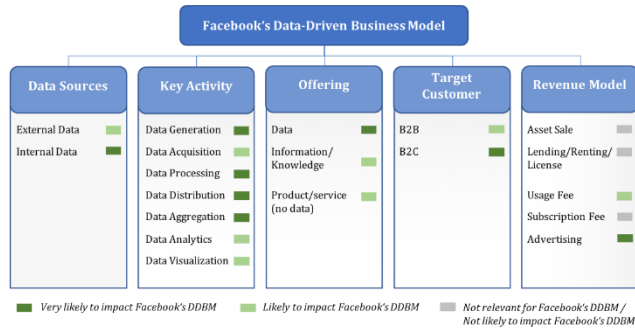 Facebook's Data-Driven Business Model
Data Sources
External Data
Internal Data
Key Activity
Data Generation
Data Acquisition
Data Processing
Data Distribution
Data Aggregation
Data Analytics
Data Visualization
Offering
Data
Information/
Knowledge
Product/service
(no data)
Target
Customer
B2B
B2C
Revenue Model
Asset Sale
Lending/Renting/
License
Usage Fee
Subscription Fee
Advertising
Very likely to impact Facebook's DDBM
Likely to impact Facebook's DDBM
Not relevant for Facebook's DDBM /
Not likely to impact Facebook's DDBM